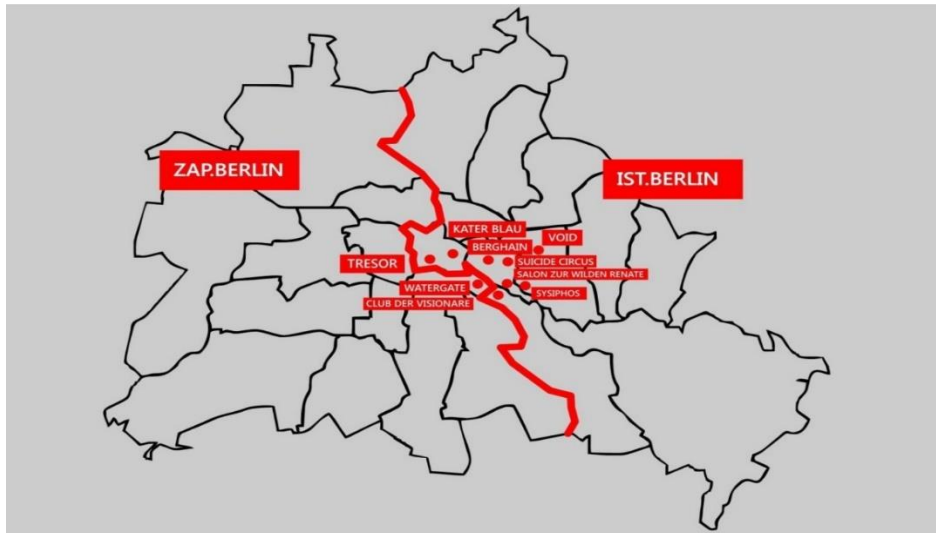 ZAP.BERLIN
IST.BERLIN
KATER BLAU
VOID
BERGHAIN
TRESOR
SUICIDE CIRCUS
SALON ZUR WILDEN RENATE
WATERGATE
SYSIPHOS
CLUB DER VISIONARE